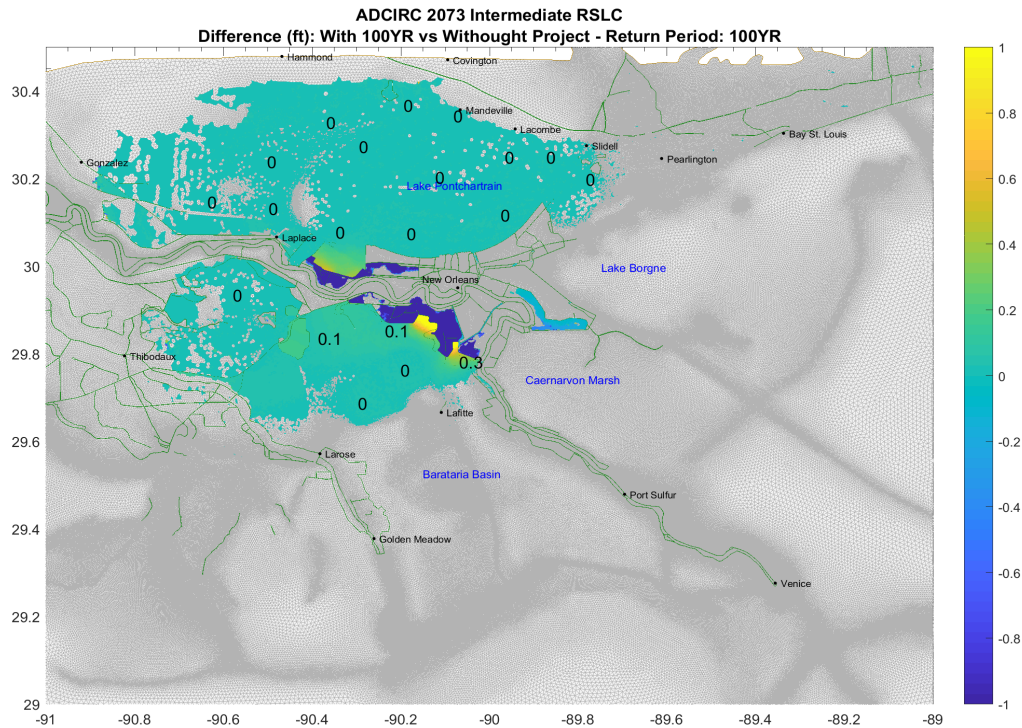 ADCIRC 2073 Intermediate RSLC
Difference (ft): With 100YR vs Withought Project - Return Period: 100YR
Hammond
Covington
1
30.4
0
Mandeville
0
0
0.8
Lacombe
Bay St. Louis
0
Slidell
Gonzalez
0
0
0
Pearlington
0.6
30.2
0
Lake Pontchartrain
0
0
0
0
0.4
Laplace
0
0
30
Lake Borgne
New Orleans
0.2
0
0.1
0.1
0
29.8
Thibodaux
0.3
0
Caernarvon Marsh
0
Lafitte
-0.2
29.6
Larose
Barataria Basin
-0.4
Port Sulfur
29.4
Golden Meadow
-0.6
Venice
29.2
-0.8
29
-1
-91
-90.8
-90.6
-90.4
-90.2
-90
-89.8
-89.6
-89.4
-89.2
-89